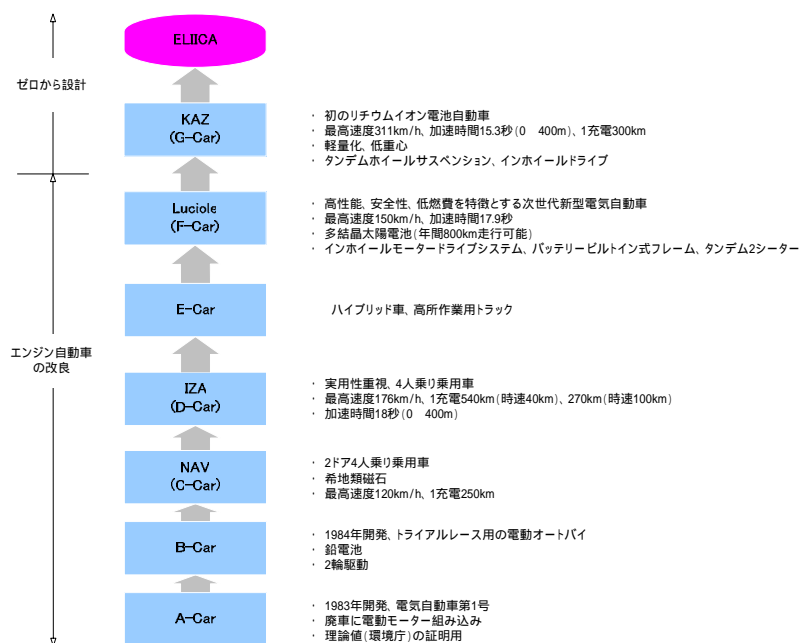 ELIICA
ゼロから設計
KAZ
(G-Car)
・ 初のリチウムイオン電池自動車
・ 最高速度311km/h、加速時間15.3秒(0　400m)、1充電300km
・ 軽量化、低重心
・ タンデムホイールサスペンション、インホイールドライブ
Luciole
(F-Car)
・ 高性能、安全性、低燃費を特徴とする次世代新型電気自動車
・ 最高速度150km/h、加速時間17.9秒
・ 多結晶太陽電池(年間800km走行可能)
・ インホイールモータードライブシステム、バッテリービルトイン式フレーム、タンデム2シーター
E-Car
ハイブリッド車、高所作業用トラック
エンジン自動車
の改良
IZA
(D-Car)
・ 実用性重視、4人乗り乗用車
・ 最高速度176km/h、1充電540km(時速40km)、270km(時速100km)
・ 加速時間18秒(0　400m)
NAV
(C-Car)
・ 2ドア4人乗り乗用車
・ 希地類磁石
・ 最高速度120km/h、1充電250km
B-Car
・ 1984年開発、トライアルレース用の電動オートバイ
・ 鉛電池
・ 2輪駆動
A-Car
・ 1983年開発、電気自動車第1号
・ 廃車に電動モーター組み込み
・ 理論値(環境庁)の証明用